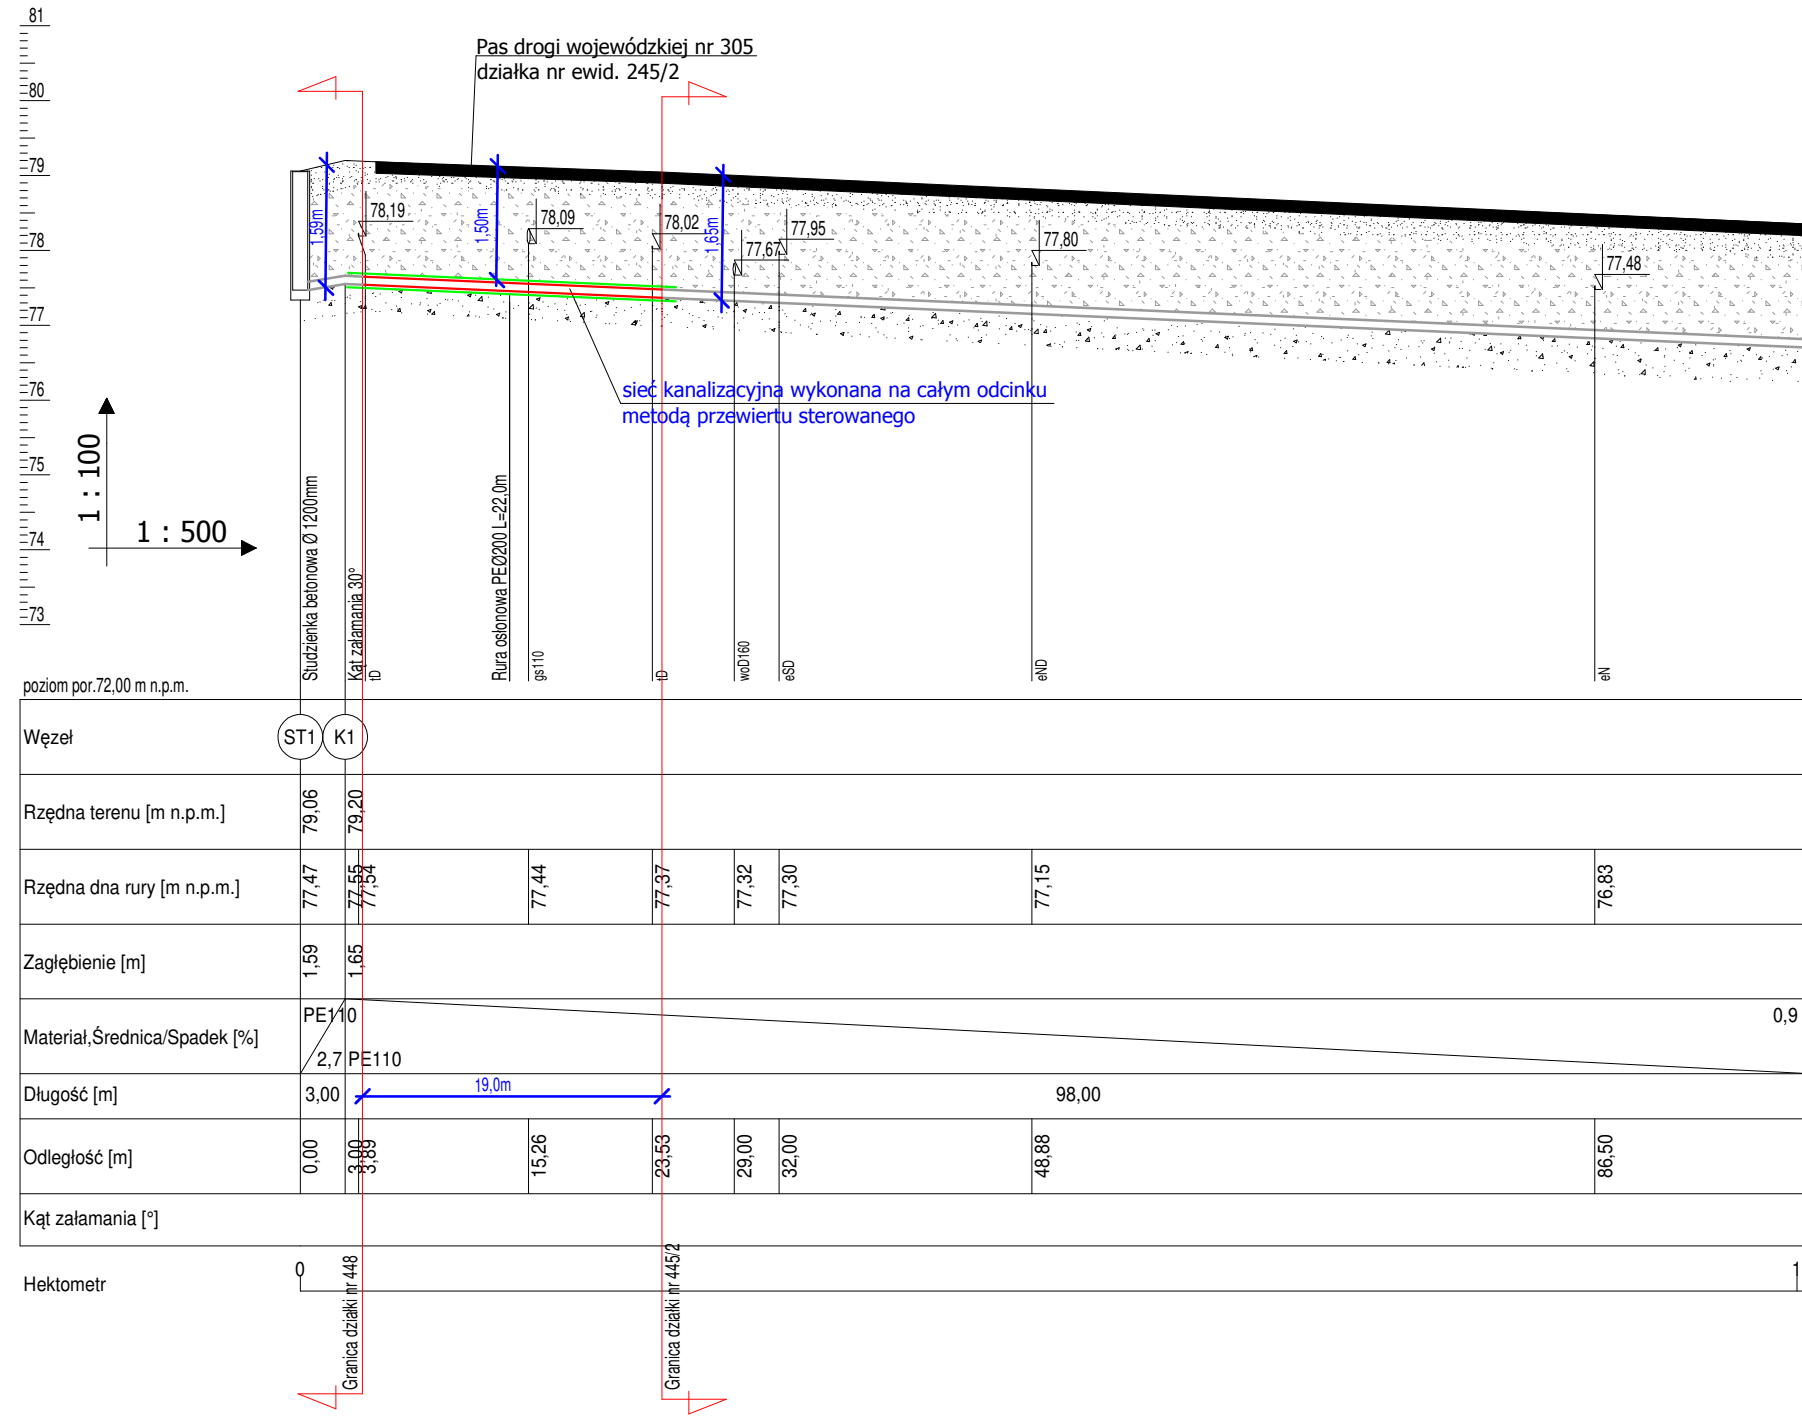 81
80
79
78
77
76
75
74
73
Pas drogi wojewódzkiej nr 305
działka nr ewid. 245/2
1,59m
78,19
1,50m
78,09
78,02
1,65m
77,67
77,95
77,80
77,48
sieć kanalizacyjna wykonana na całym odcinku
metodą przewiertu sterowanego
1 : 100
1 : 500
Studzienka betonowa Ø 1200mm
Kąt załamania 30°
tD
Rura osłonowa PEØ200 L=22,0m
gs110
tD
woD160
eSD
eND
eN
poziom por.72,00 m n.p.m.
Węzeł
ST1
K1
Rzędna terenu [m n.p.m.]
79,06
79,20
Rzędna dna rury [m n.p.m.]
77,47
77,55
77,54
77,44
77,37
77,32
77,30
77,15
76,83
Zagłębienie [m]
1,59
1,65
Materiał,Średnica/Spadek [%]
PE110
2,7
PE110
0,9
Długość [m]
3,00
19,0m
98,00
Odległość [m]
0,00
3,00
3,89
15,26
23,53
29,00
32,00
48,88
86,50
Kąt załamania [°]
Hektometr
0
1
Granica działki nr 448
Granica działki nr 445/2